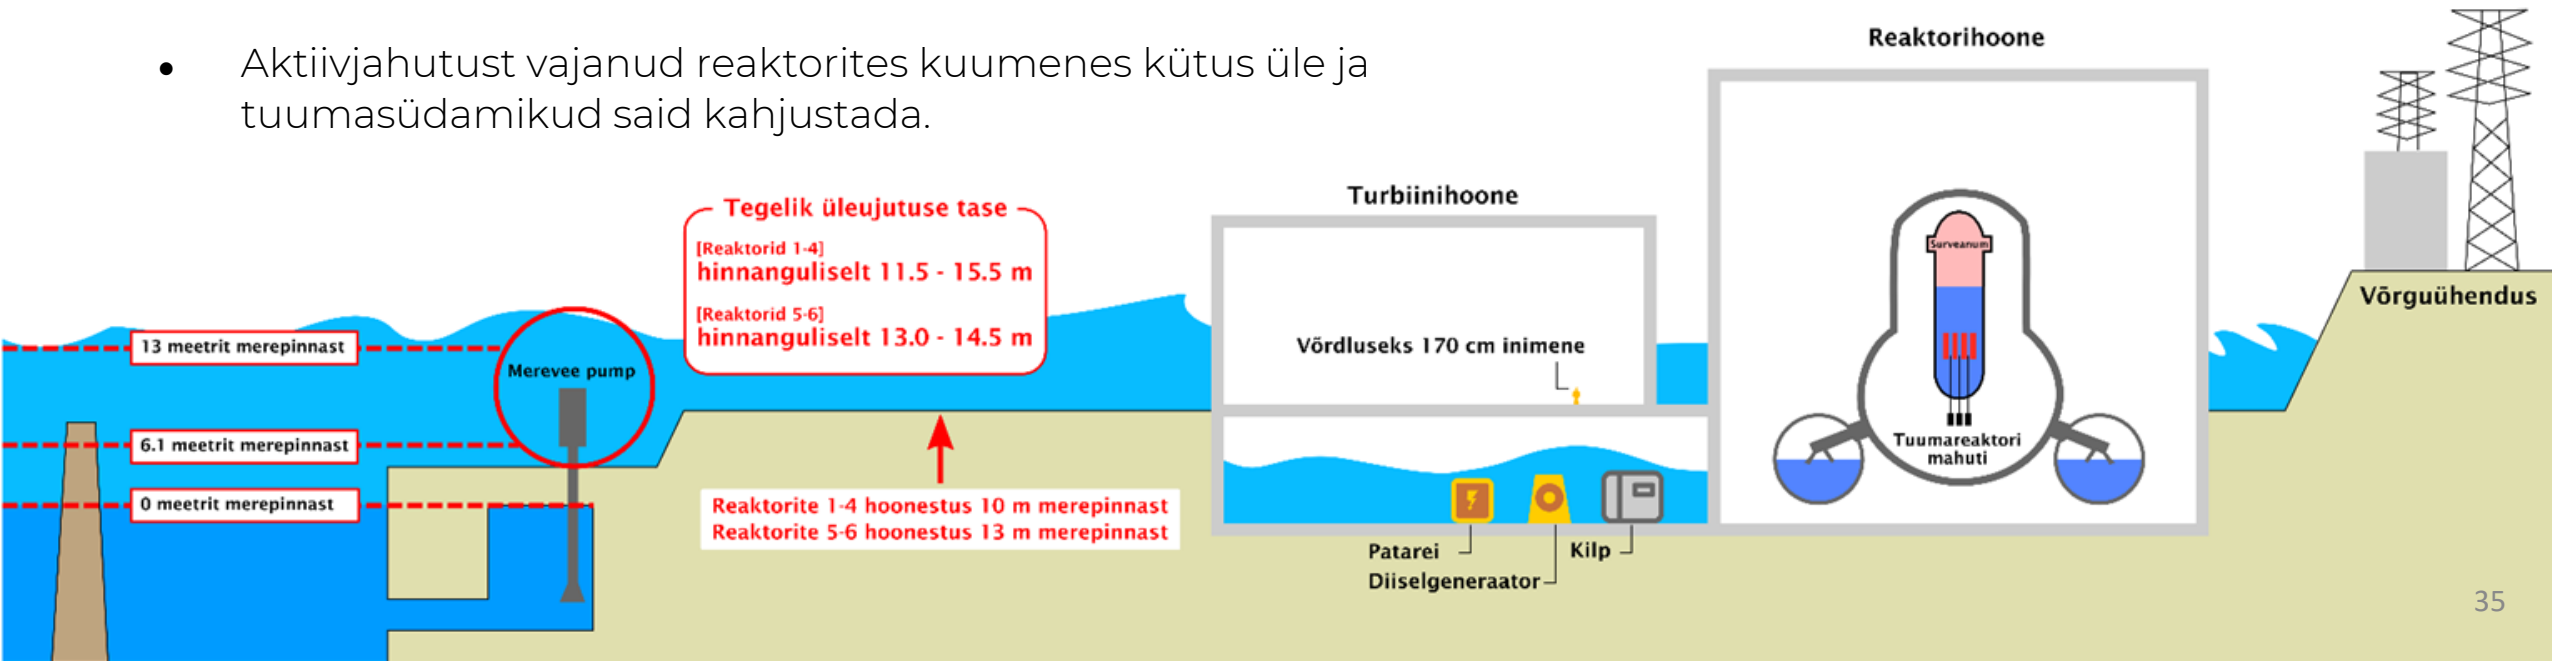 ● Aktiivjahutust vajanud reaktorites kuumenes kütus üle ja
tuumasüdamikud said kahjustada.
Reaktorihoone
Turbiinihoone
Tegelik üleujutuse tase
[Reaktorid 1-4]
hinnanguliselt 11.5 - 15.5 m
[Reaktorid 5-6]
hinnanguliselt 13.0 - 14.5 m
Surveanum
Võrguühendus
13 meetrit merepinnast
Merevee pump
Võrdluseks 170 cm inimene
6.1 meetrit merepinnast
Tuumareaktori
mahuti
0 meetrit merepinnast
Reaktorite 1-4 hoonestus 10 m merepinnast
Reaktorite 5-6 hoonestus 13 m merepinnast
Patarei
Kilp
Diiselgeneraator
35